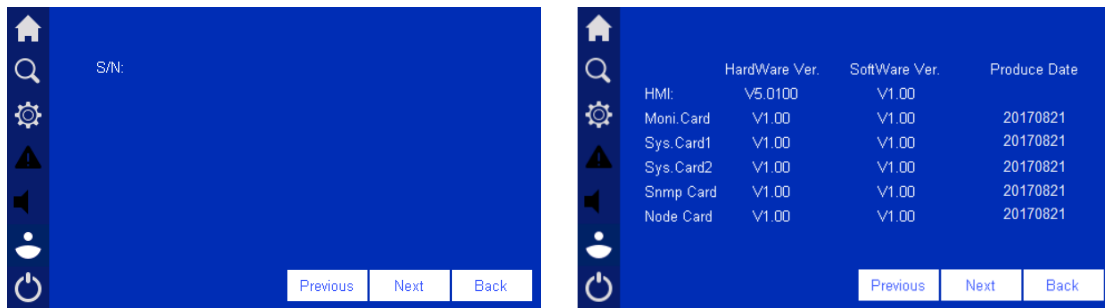 S/N:
Previous Next Back
HardWare Ver. SoftWare Ver. Produce Date
HMI: V5.0100 V1.00
Moni.Card V1.00 V1.00 20170821
Sys.Card1 V1.00 V1.00 20170821
Sys.Card2 V1.00 V1.00 20170821
Snmp Card V1.00 V1.00 20170821
Node Card V1.00 V1.00 20170821
Previous Next Back